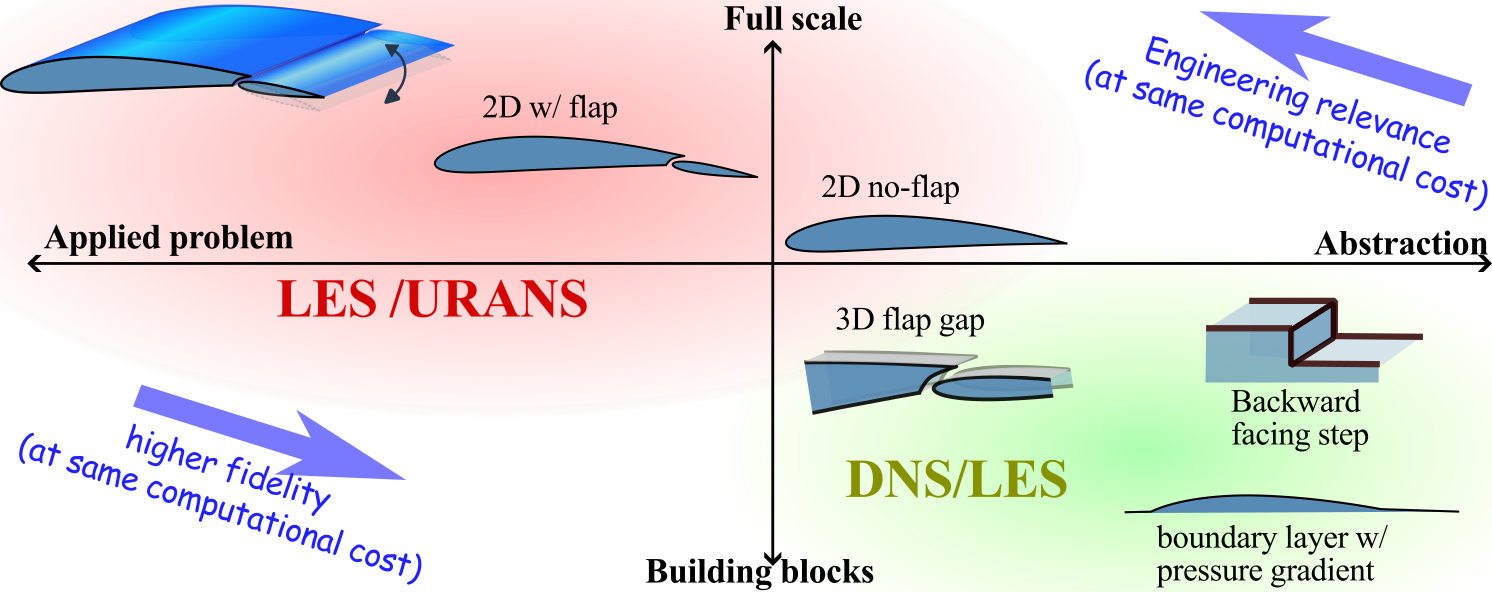 Full scale
Engineering relevance
(at same computational cost)
2D w/ flap
2D no-flap
Applied problem
Abstraction
LES /URANS
3D flap gap
Backward
facing step
higher fidelity
(at same computational cost)
DNS/LES
boundary layer w/
pressure gradient
Building blocks